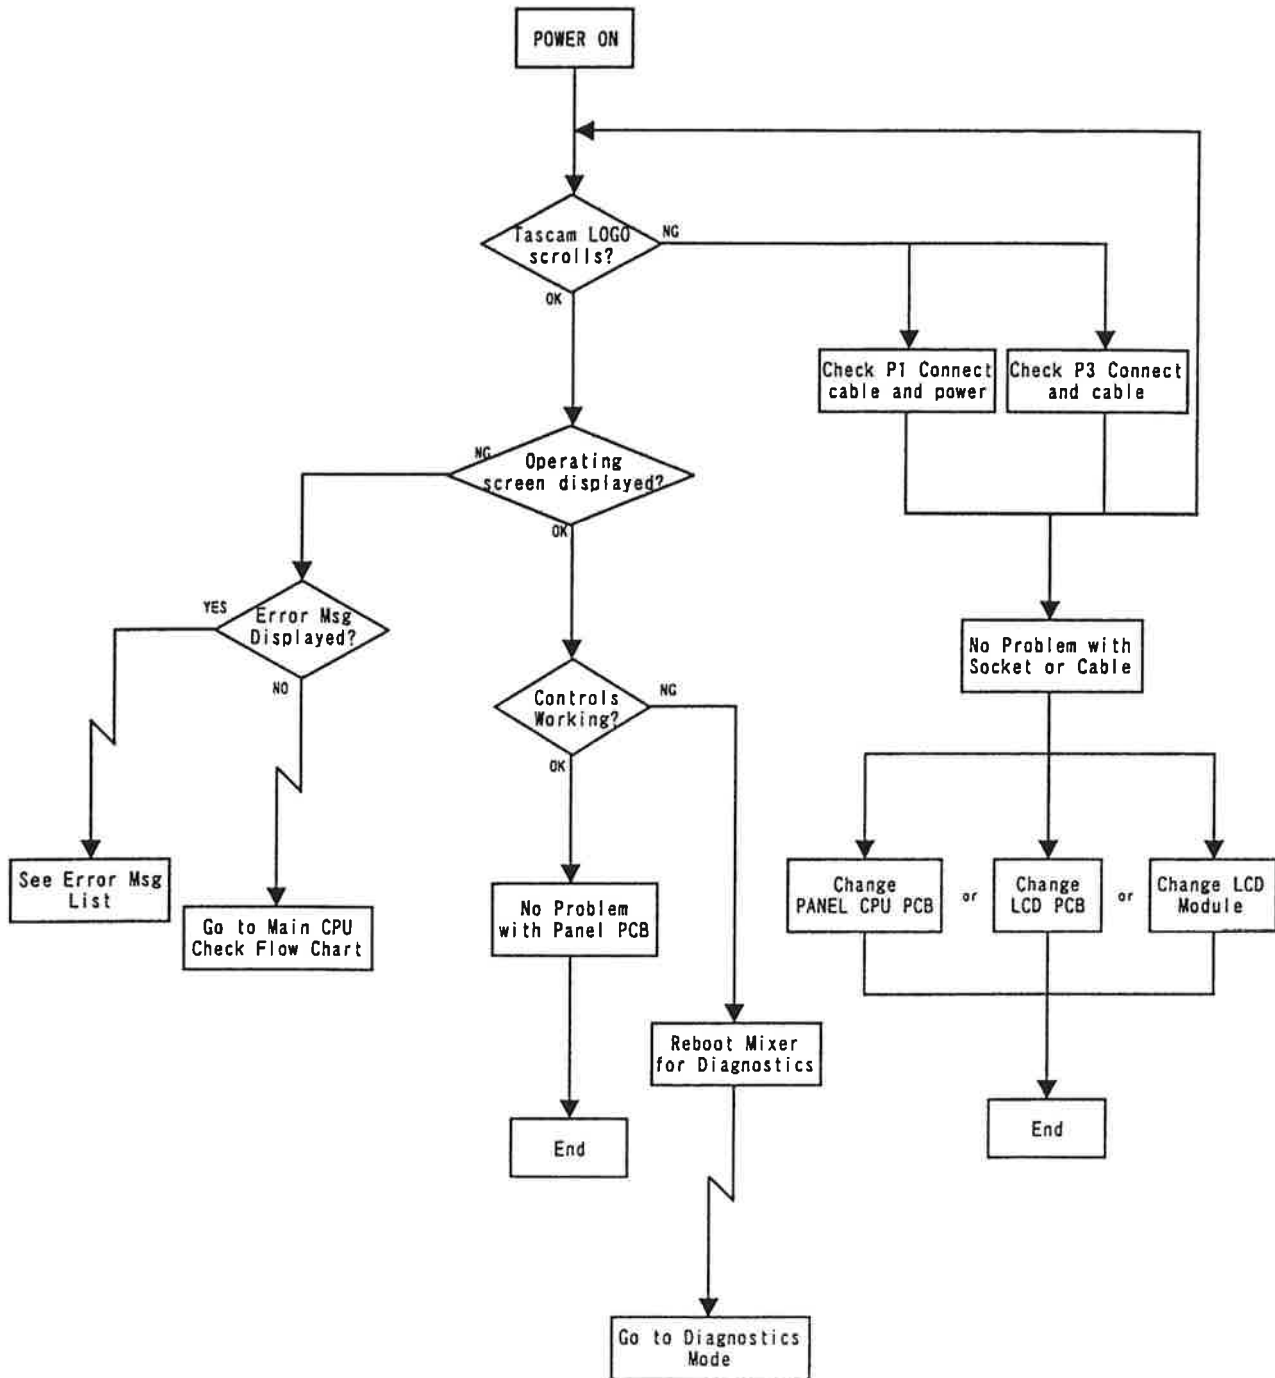 POWER ON
Tascam LOGO
scrolls?
NG
OK
Check P1 Connect
cable and power
Check P3 Connect
and cable
NG
Operating
screen displayed?
OK
YES
Error Msg
Displayed?
NO
No Problem with
Socket or Cable
Controls
Working?
NG
OK
See Error Msg
List
Go to Main CPU
Check Flow Chart
No Problem
with Panel PCB
Change
PANEL CPU PCB
or
Change
LCD PCB
or
Change LCD
Module
Reboot Mixer
for Diagnostics
End
End
Go to Diagnostics
Mode